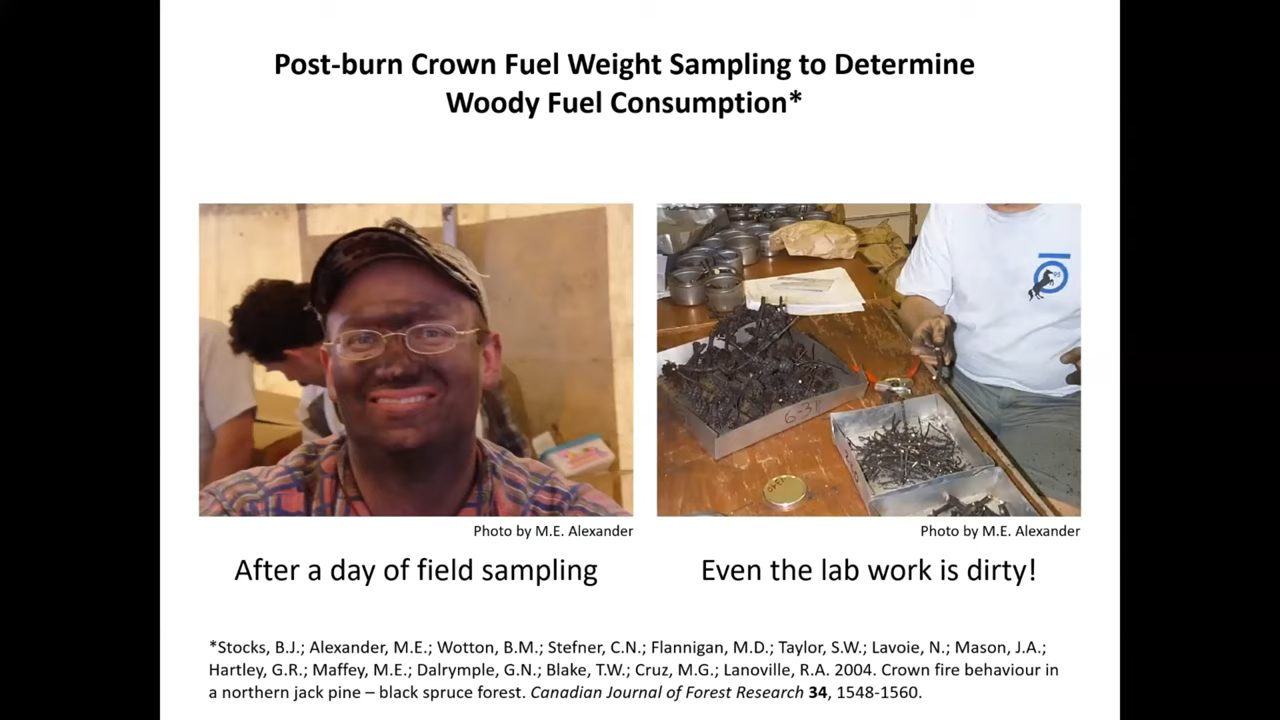 Post-burn Crown Fuel Weight Sampling to Determine
Woody Fuel Consumption*
6-31
Photo by M.E. Alexander
Photo by M.E. Alexander
After a day of field sampling
Even the lab work is dirty!
*Stocks, B.J.; Alexander, M.E.; Wotton, B.M.; Stefner, C.N.; Flannigan, M.D.; Taylor, S.W.; Lavoie, N.; Mason, J.A.;
Hartley, G.R.; Maffey, M.E.; Dalrymple, G.N.; Blake, T.W.; Cruz, M.G.; Lanoville, R.A. 2004. Crown fire behaviour in
a northern jack pine – black spruce forest. Canadian Journal of Forest Research 34, 1548-1560.